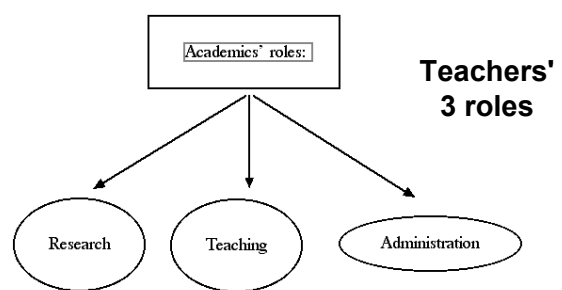 Academics' roles:
Teachers'
3 roles
Research
Teaching
Administration